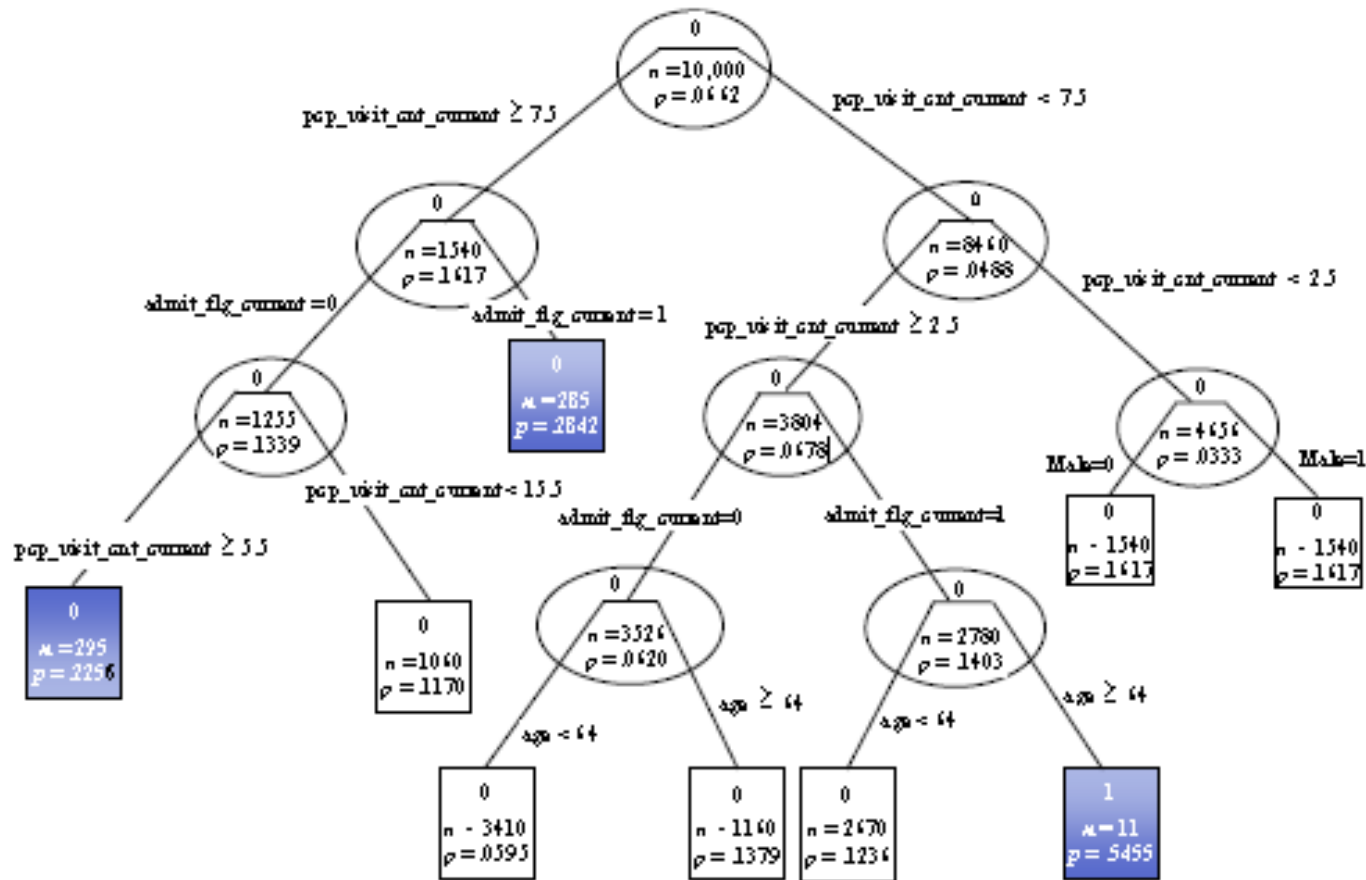 0
n=10,000
p=.0662
pcp_visit_cnt_current ≥ 7.5
pcp_visit_cnt_current < 7.5
0
n=1540
p=.1617
0
n=8460
p=.0488
admit_flg_current=0
admit_flg_current=1
pcp_visit_cnt_current ≥ 2.5
pcp_visit_cnt_current < 2.5
0
n=1255
p=.1339
0
n=285
p=.2842
0
n=3804
p=.0678
0
n=4656
p=.0333
pcp_visit_cnt_current ≥ 5.5
pcp_visit_cnt_current < 15.5
admit_flg_current=0
admit_flg_current=1
Male=0
Male=1
0
n - 1540
p=.1617
0
n - 1540
p=.1617
0
n=295
p=.2256
0
n=1060
p=.1170
0
n=3526
p=.0620
0
n=2780
p=.1403
age < 64
age ≥ 64
age < 64
age ≥ 64
0
n - 3410
p=.0595
0
n - 1160
p=.1379
0
n=2670
p=.1236
1
n=11
p=.5455